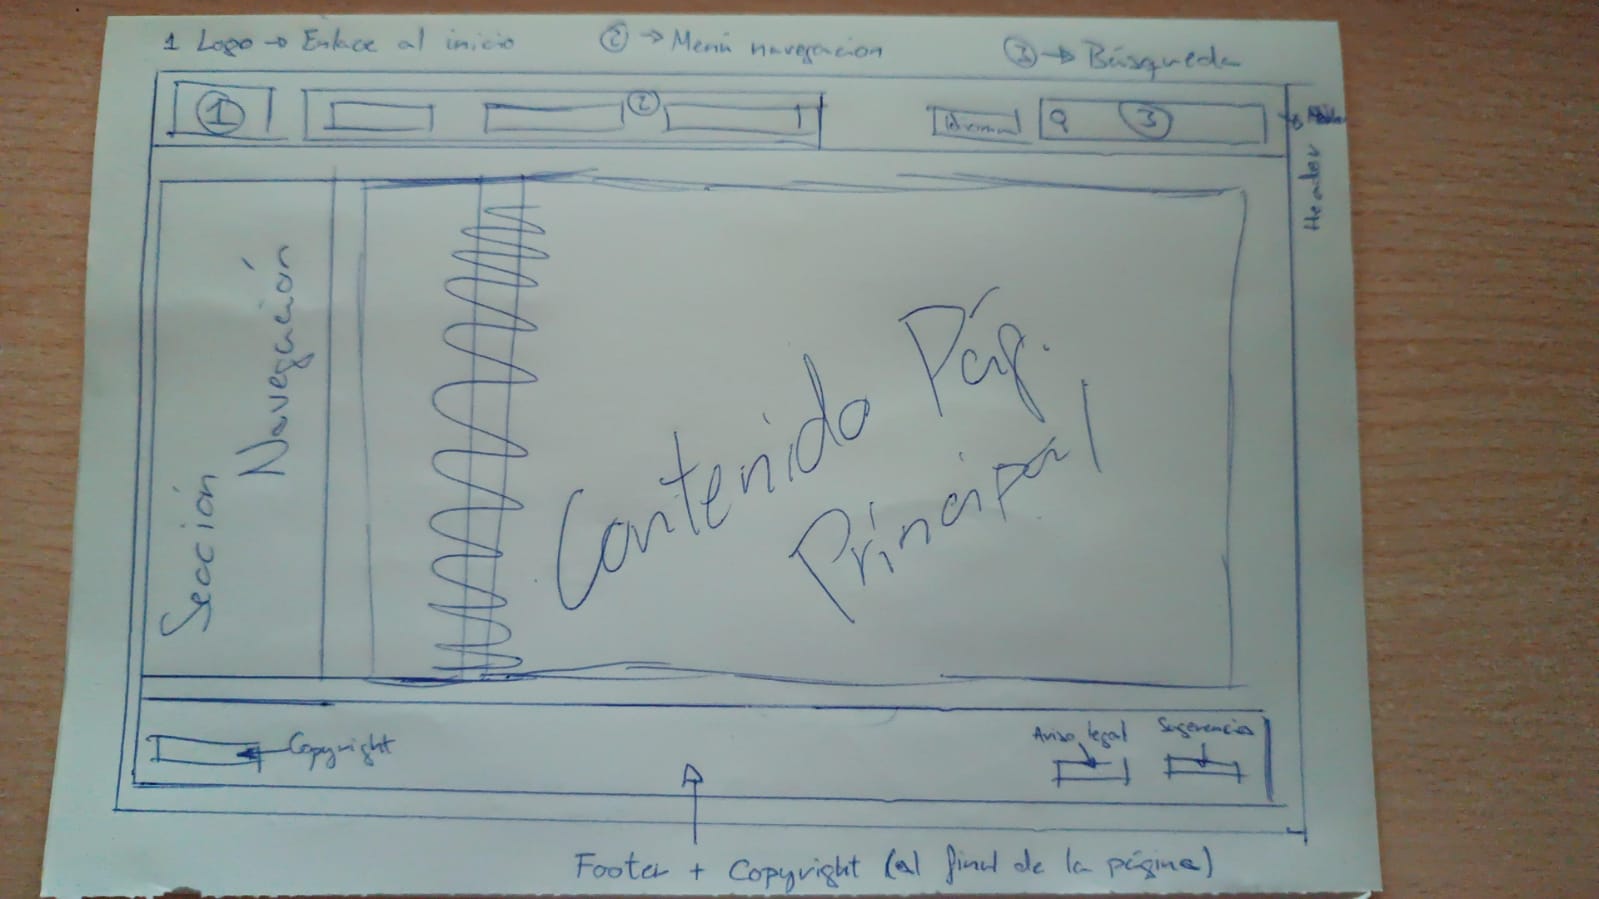 1 Logo → Enlace al inicio
② → Menú navegación
③ → Búsqueda
1
2
3
Header
Sección
Navegación
Contenido Pág.
Principal
Copyright
Aviso legal
Sugerencias
Footer + Copyright (al final de la página)